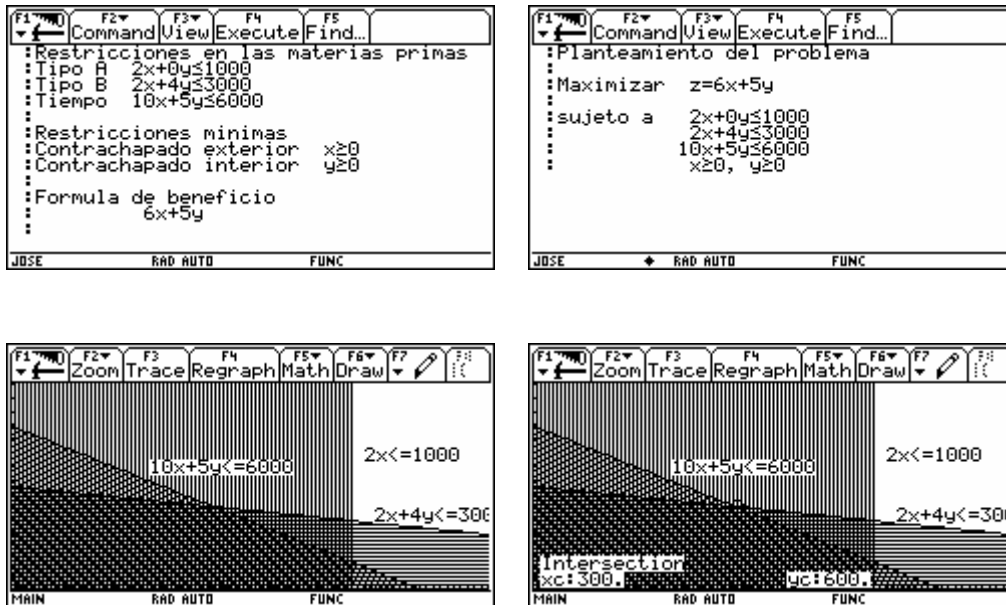 F1 F2 F3 F4 F5
Command View Execute Find...
:Restricciones en las materias primas
:Tipo A 2x+0y≤1000
:Tipo B 2x+4y≤3000
:Tiempo 10x+5y≤6000
:
:Restricciones minimas
:Contrachapado exterior x≥0
:Contrachapado interior y≥0
:
:Formula de beneficio
: 6x+5y
:
JOSE RAD AUTO FUNC
F1 F2 F3 F4 F5
Command View Execute Find...
:Planteamiento del problema
:
:Maximizar z=6x+5y
:
:sujeto a 2x+0y≤1000
: 2x+4y≤3000
: 10x+5y≤6000
: x≥0, y≥0
JOSE ◆ RAD AUTO FUNC
F1 F2 F3 F4 F5 F6 F7
Zoom Trace Regraph Math Draw
10x+5y<=6000
2x<=1000
2x+4y<=300
MAIN RAD AUTO FUNC
F1 F2 F3 F4 F5 F6 F7
Zoom Trace Regraph Math Draw
10x+5y<=6000
2x<=1000
2x+4y<=30
Intersection
xc:300. yc:600.
MAIN RAD AUTO FUNC